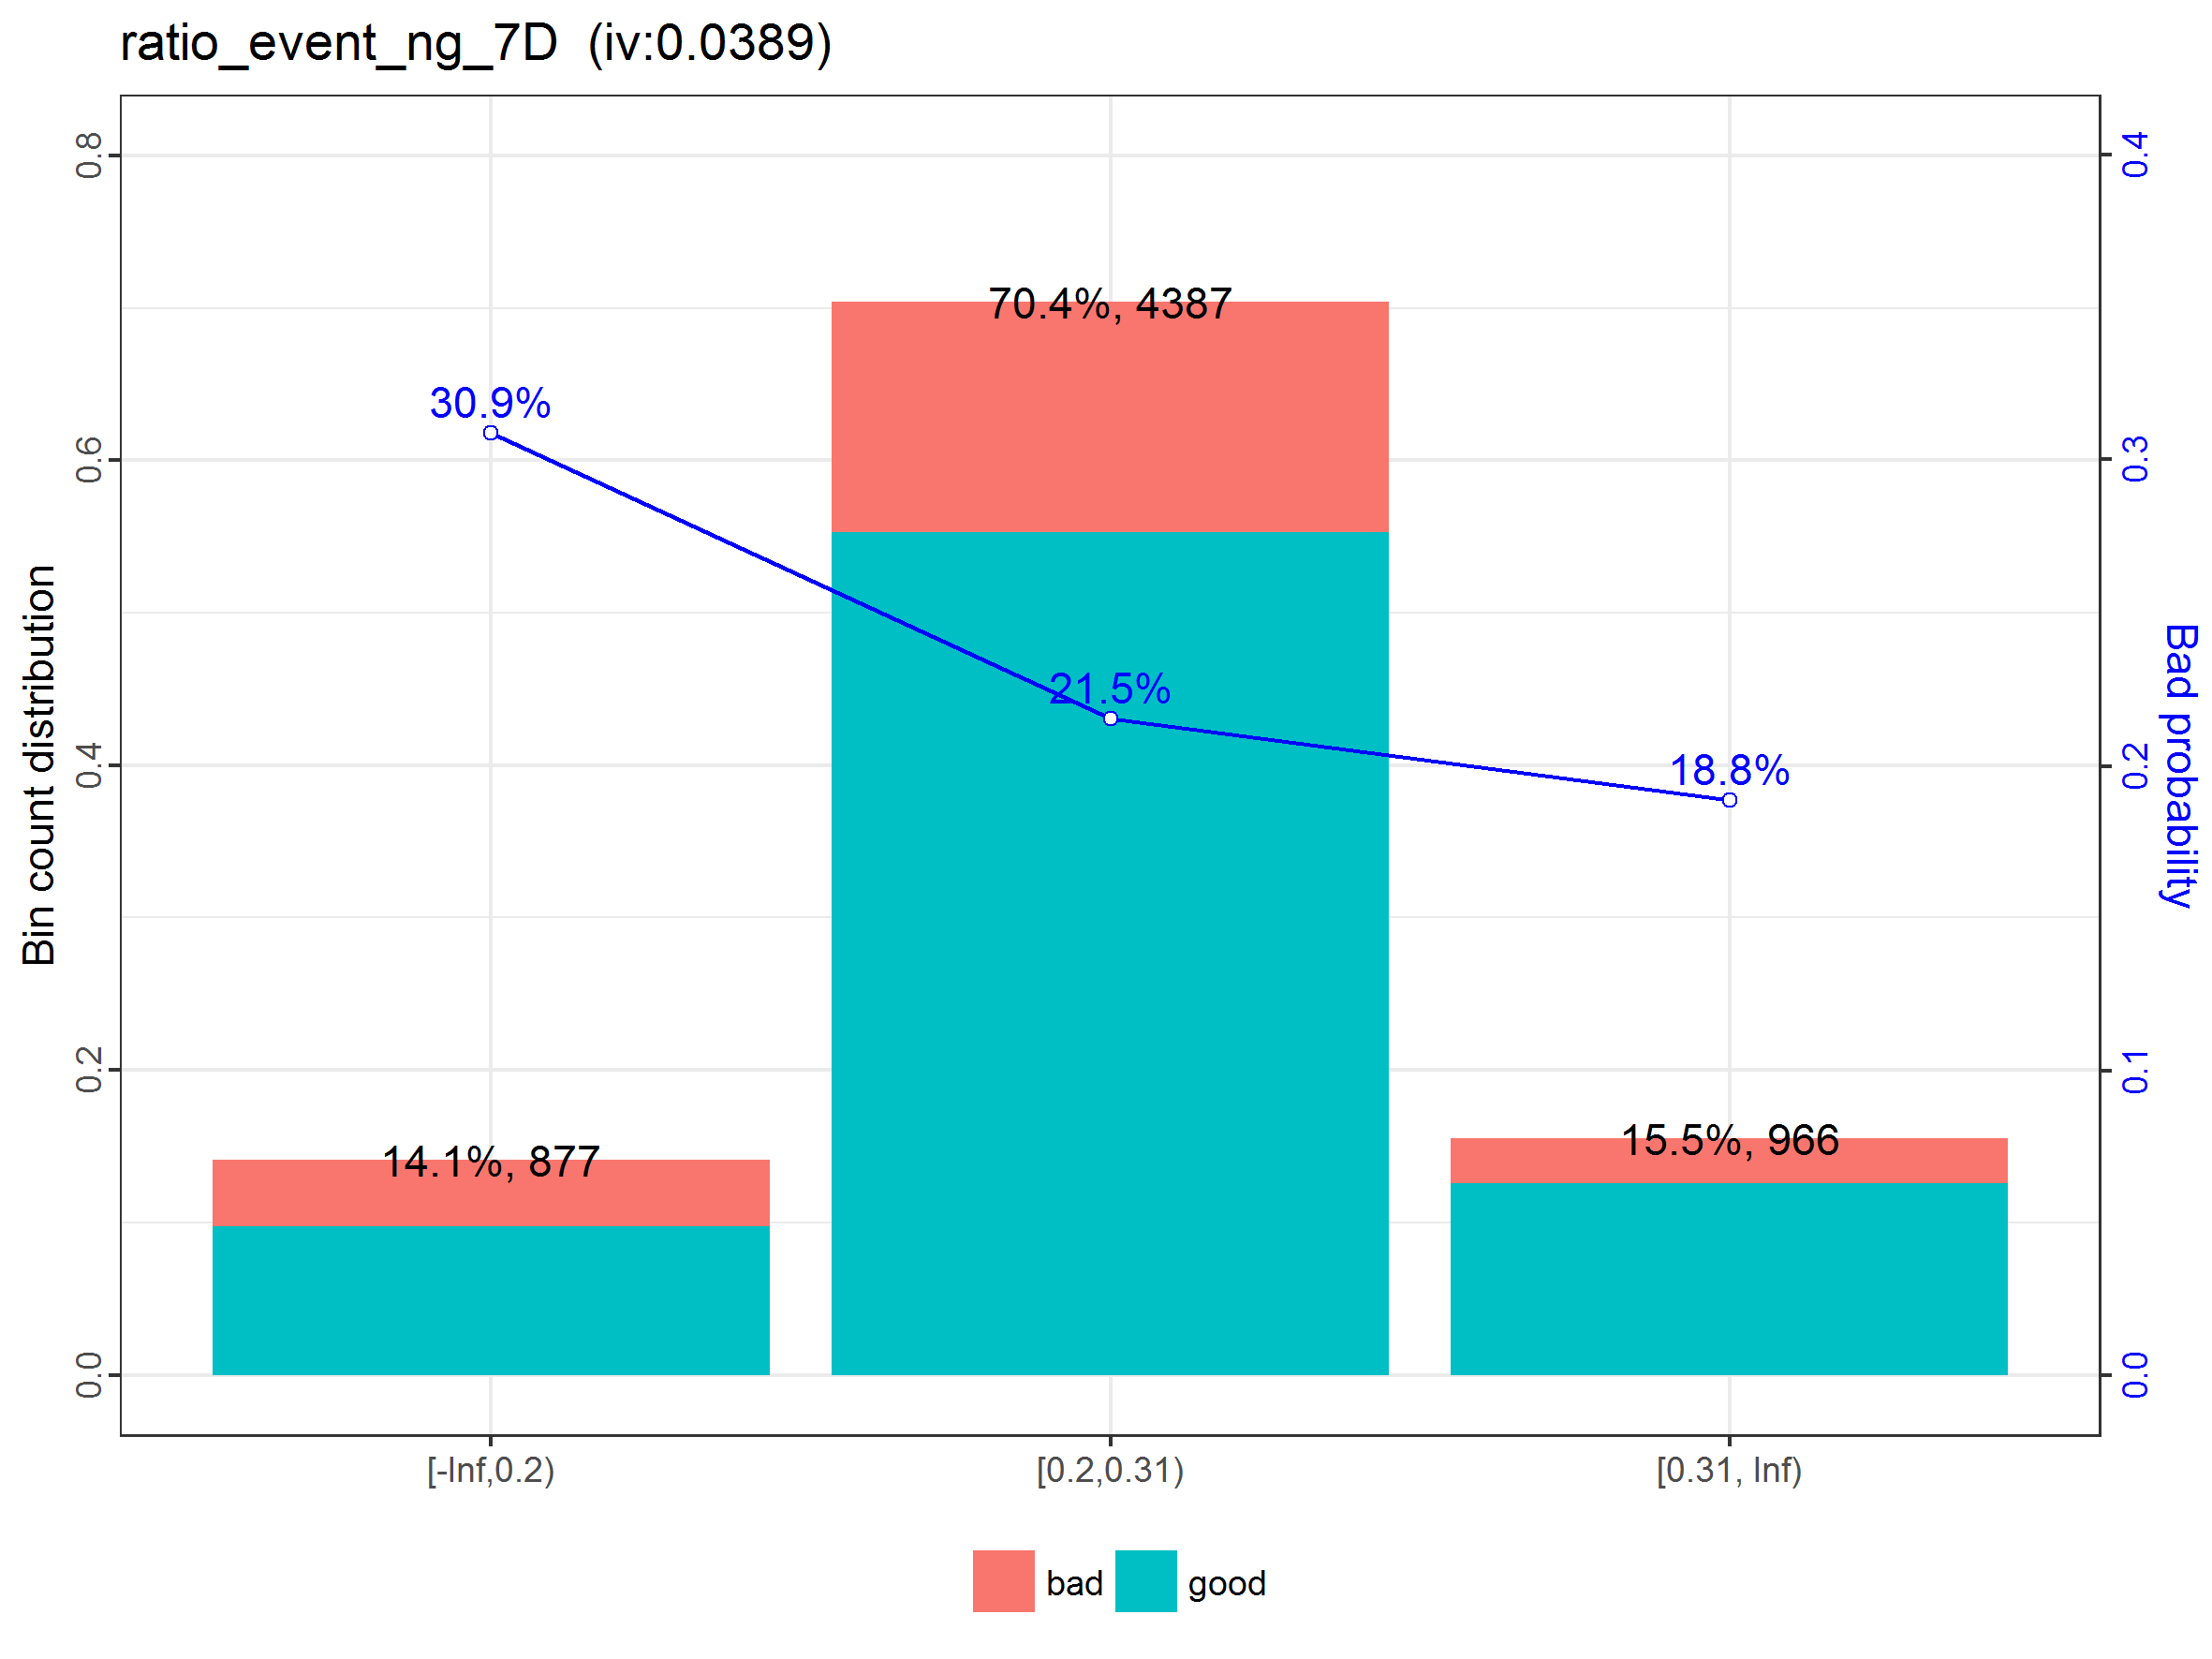 ratio_event_ng_7D  (iv:0.0389)
0.8
0.6
0.4
0.2
0.0
Bin count distribution
0.4
0.3
0.2
0.1
0.0
Bad probability
70.4%, 4387
30.9%
21.5%
18.8%
14.1%, 877
15.5%, 966
[-Inf,0.2)
[0.2,0.31)
[0.31, Inf)
bad
good